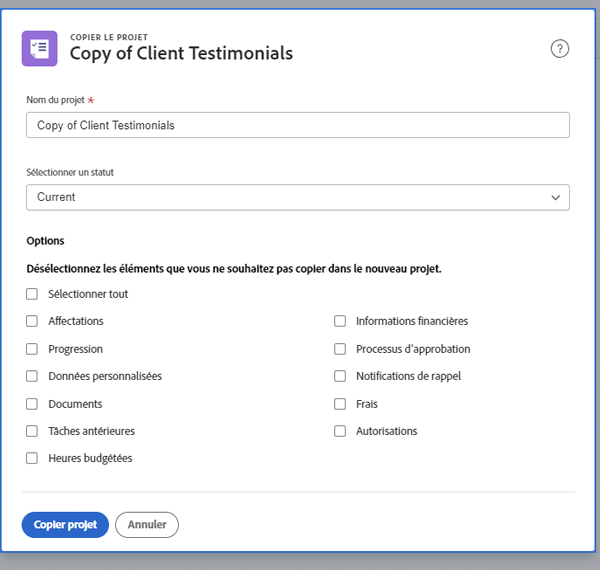 COPIER LE PROJET
Copy of Client Testimonials
?
Nom du projet *
Copy of Client Testimonials
Sélectionner un statut
Current
Options
Désélectionnez les éléments que vous ne souhaitez pas copier dans le nouveau projet.
Sélectionner tout
Affectations
Informations financières
Progression
Processus d'approbation
Données personnalisées
Notifications de rappel
Documents
Frais
Tâches antérieures
Autorisations
Heures budgétées
Copier projet
Annuler